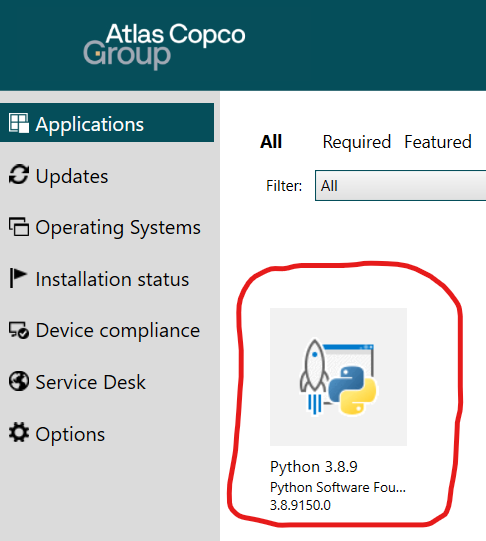 Atlas Copco
Group
Applications
Updates
Operating Systems
Installation status
Device compliance
Service Desk
Options
All Required Featured
Filter: All
Python 3.8.9
Python Software Fou...
3.8.9150.0